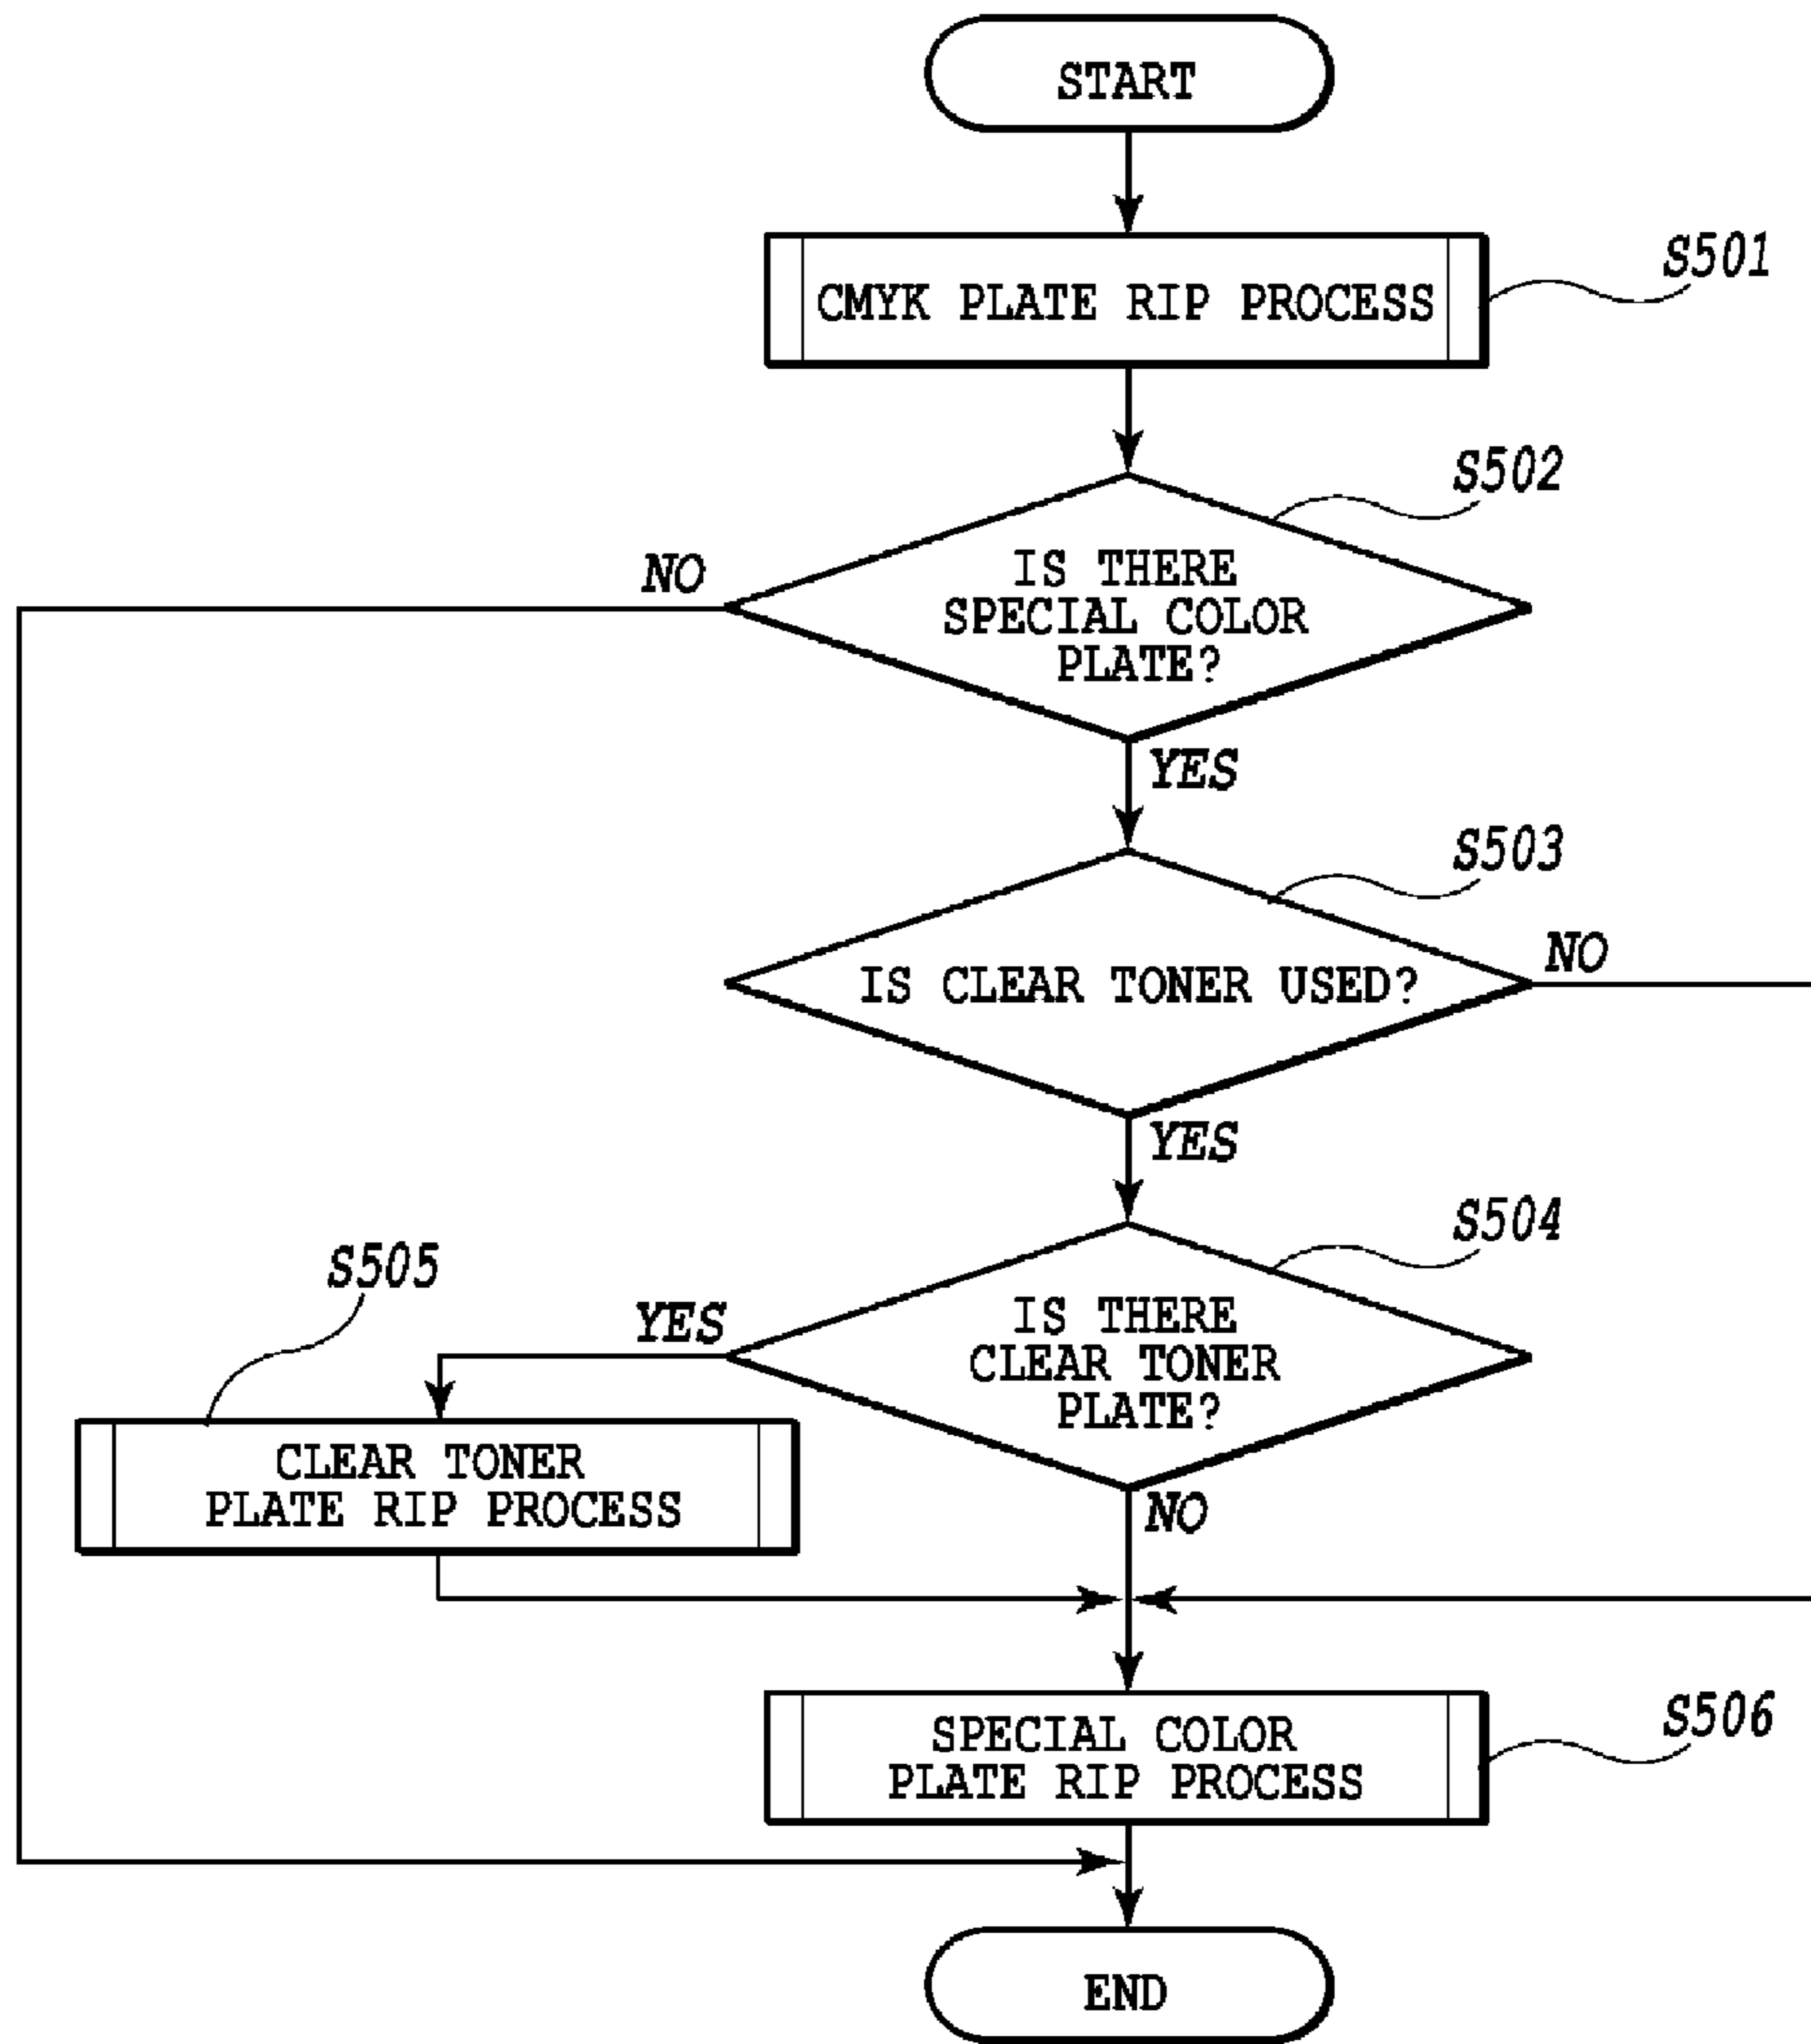 START
CMYK PLATE RIP PROCESS
S501
S502
NO
IS THERE
SPECIAL COLOR
PLATE?
YES
S503
IS CLEAR TONER USED?
NO
YES
S504
S505
YES
IS THERE
CLEAR TONER
PLATE?
CLEAR TONER
PLATE RIP PROCESS
NO
SPECIAL COLOR
PLATE RIP PROCESS
S506
END